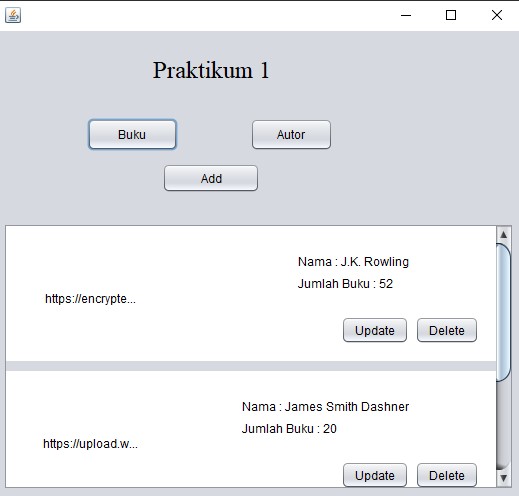 Praktikum 1
Buku
Autor
Add
Nama : J.K. Rowling
Jumlah Buku : 52
https://encrypte...
Update
Delete
Nama : James Smith Dashner
Jumlah Buku : 20
https://upload.w...
Update
Delete